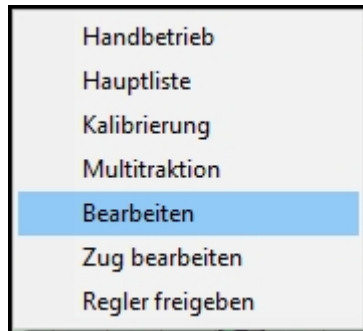 Handbetrieb
Hauptliste
Kalibrierung
Multitraktion
Bearbeiten
Zug bearbeiten
Regler freigeben